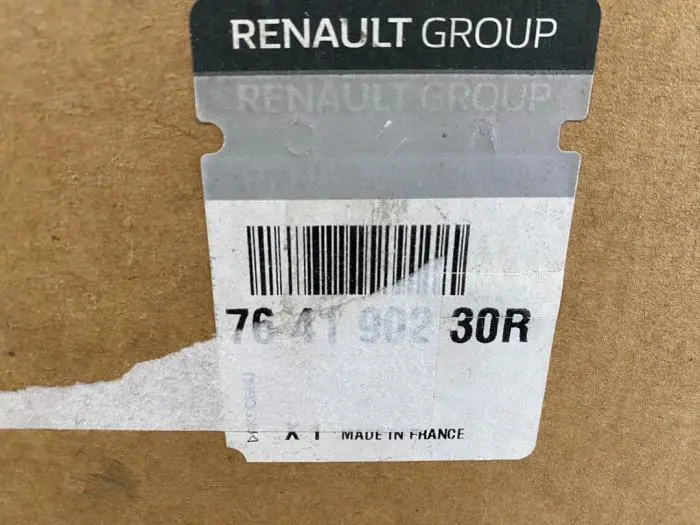 RENAULT GROUP
RENAULT GROUP
76 41 902 30R
X 1 MADE IN FRANCE